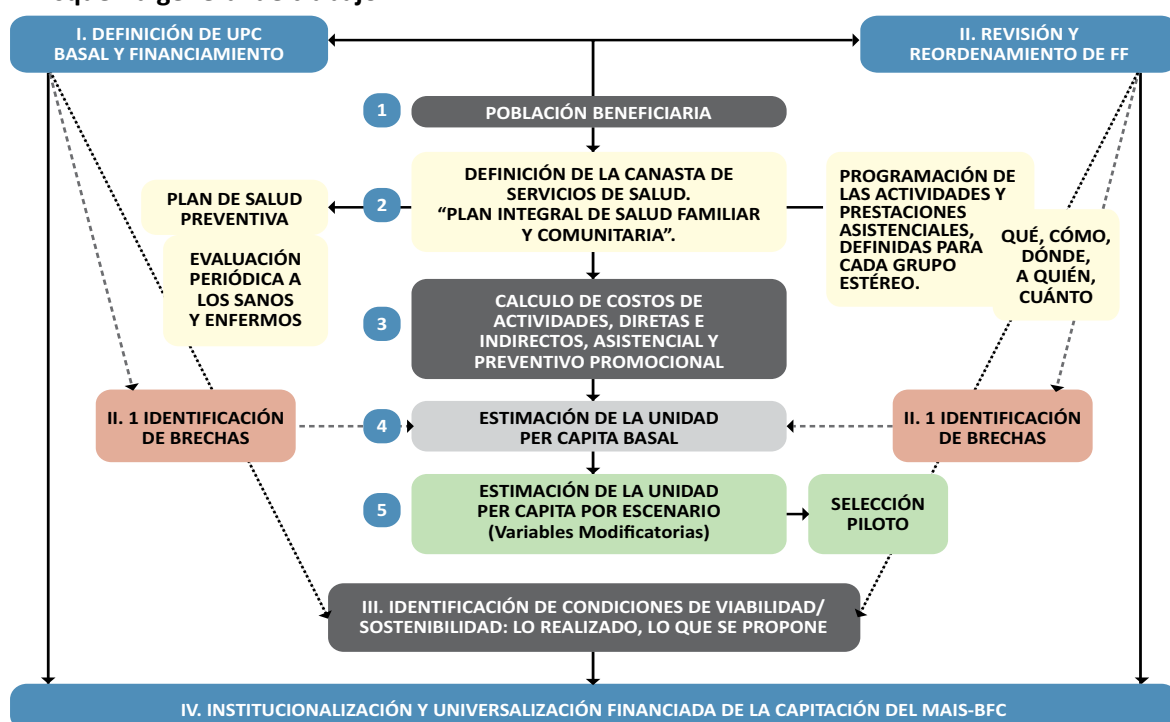 I. DEFINICIÓN DE UPC
BASAL Y FINANCIAMIENTO
II. REVISIÓN Y
REORDENAMIENTO DE FF
1
POBLACIÓN BENEFICIARIA
2
DEFINICIÓN DE LA CANASTA DE
SERVICIOS DE SALUD.
“PLAN INTEGRAL DE SALUD FAMILIAR
Y COMUNITARIA”.
PLAN DE SALUD
PREVENTIVA
EVALUACIÓN
PERIÓDICA A
LOS SANOS
Y ENFERMOS
PROGRAMACIÓN DE
LAS ACTIVIDADES Y
PRESTACIONES
ASISTENCIALES,
DEFINIDAS PARA
CADA GRUPO
ESTÉREO.
QUÉ, CÓMO,
DÓNDE,
A QUIÉN,
CUÁNTO
3
CALCULO DE COSTOS DE
ACTIVIDADES, DIRETAS E
INDIRECTOS, ASISTENCIAL Y
PREVENTIVO PROMOCIONAL
II. 1 IDENTIFICACIÓN
DE BRECHAS
4
ESTIMACIÓN DE LA UNIDAD
PER CAPITA BASAL
II. 1 IDENTIFICACIÓN
DE BRECHAS
5
ESTIMACIÓN DE LA UNIDAD
PER CAPITA POR ESCENARIO
(Variables Modificatorias)
SELECCIÓN
PILOTO
III. IDENTIFICACIÓN DE CONDICIONES DE VIABILIDAD/
SOSTENIBILIDAD: LO REALIZADO, LO QUE SE PROPONE
IV. INSTITUCIONALIZACIÓN Y UNIVERSALIZACIÓN FINANCIADA DE LA CAPITACIÓN DEL MAIS-BFC